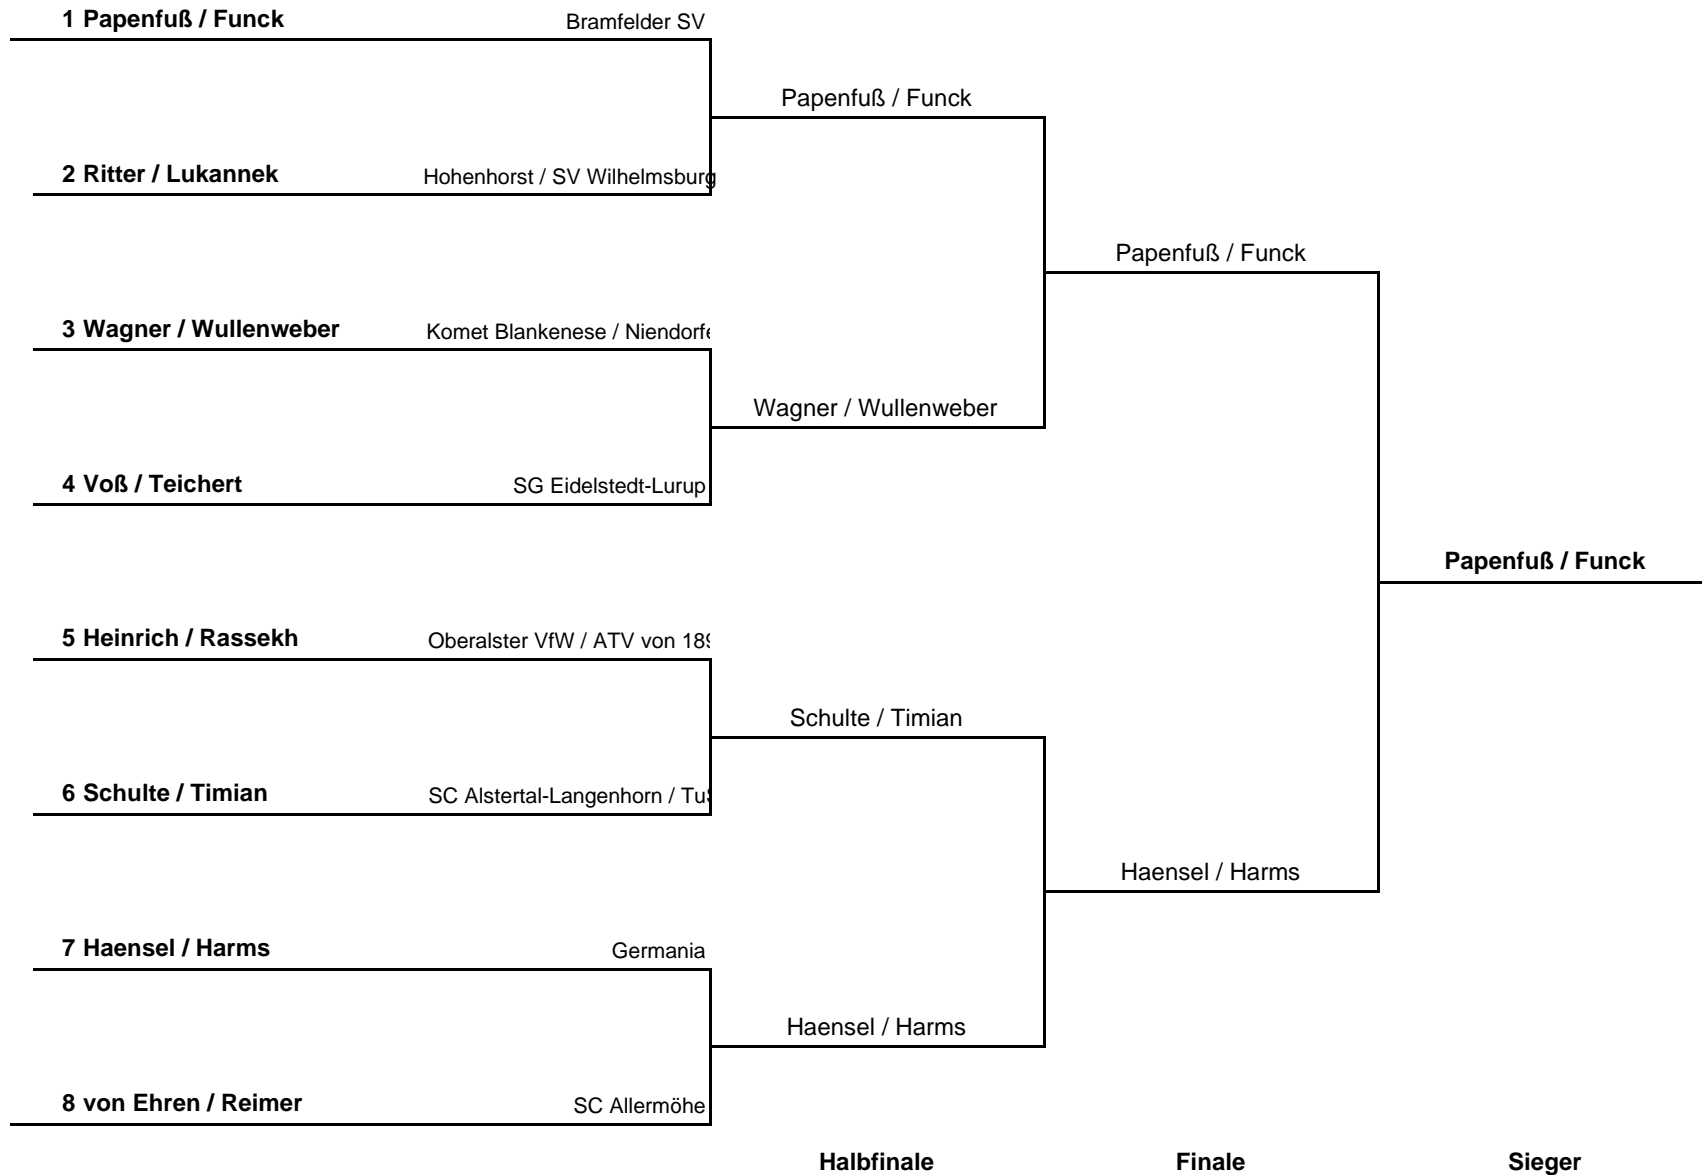 1 Papenfuß / Funck Bramfelder SV
Papenfuß / Funck
2 Ritter / Lukannek Hohenhorst / SV Wilhelmsburg
Papenfuß / Funck
3 Wagner / Wullenweber Komet Blankenese /
Wagner / Wullenweber
4 Voß / Teichert SG Eidelstedt-Lurup
Papenfuß / Funck
5 Heinrich / Rassekh Oberalster VfW / ATV von
Schulte / Timian
6 Schulte / Timian SC Alstertal-Langenhorn /
Haensel / Harms
7 Haensel / Harms Germania
Haensel / Harms
8 von Ehren / Reimer SC Allermöhe
Halbfinale Finale Sieger